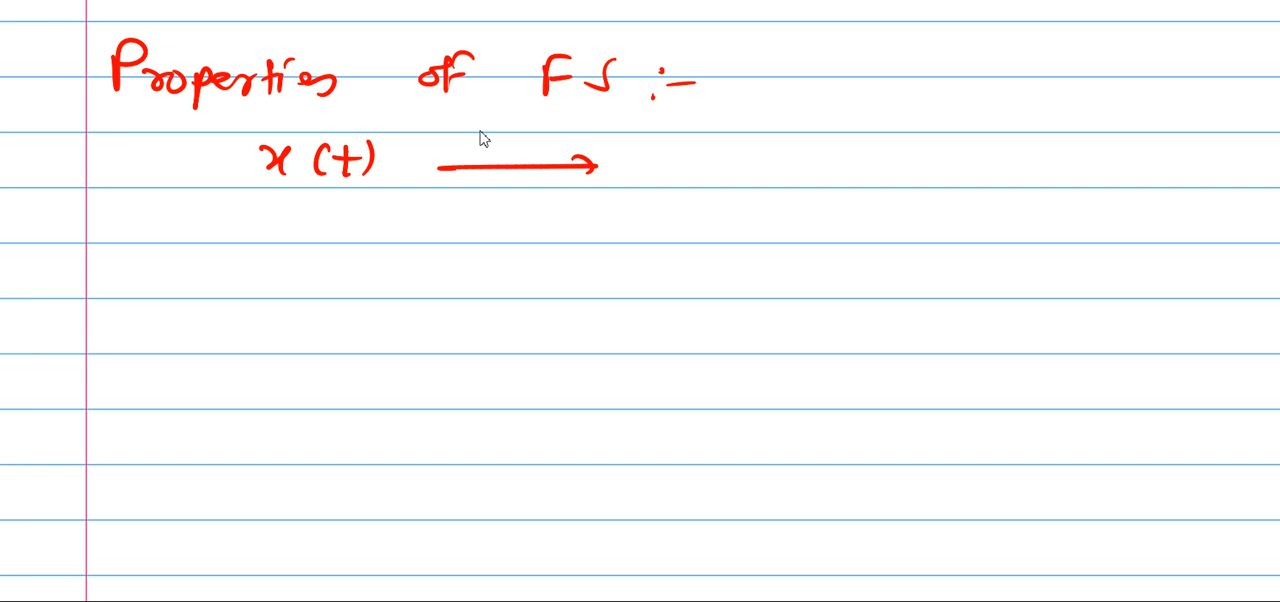 Properties of FS :-
x(t) ⟶